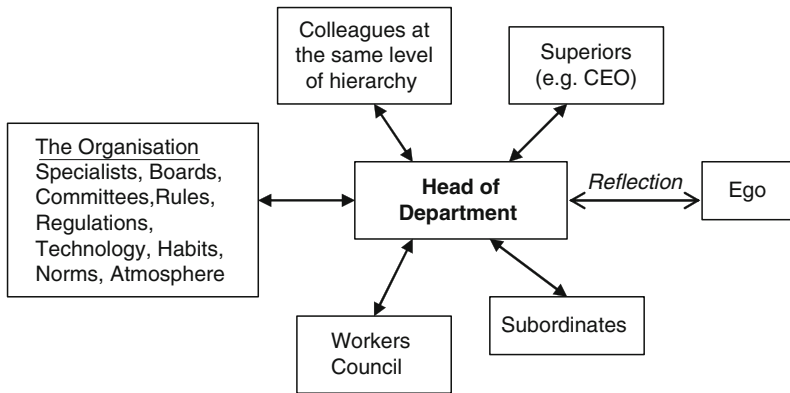 Colleagues at
the same level
of hierarchy
Superiors
(e.g. CEO)
The Organisation
Specialists, Boards,
Committees,Rules,
Regulations,
Technology, Habits,
Norms, Atmosphere
Head of
Department
Reflection
Ego
Workers
Council
Subordinates